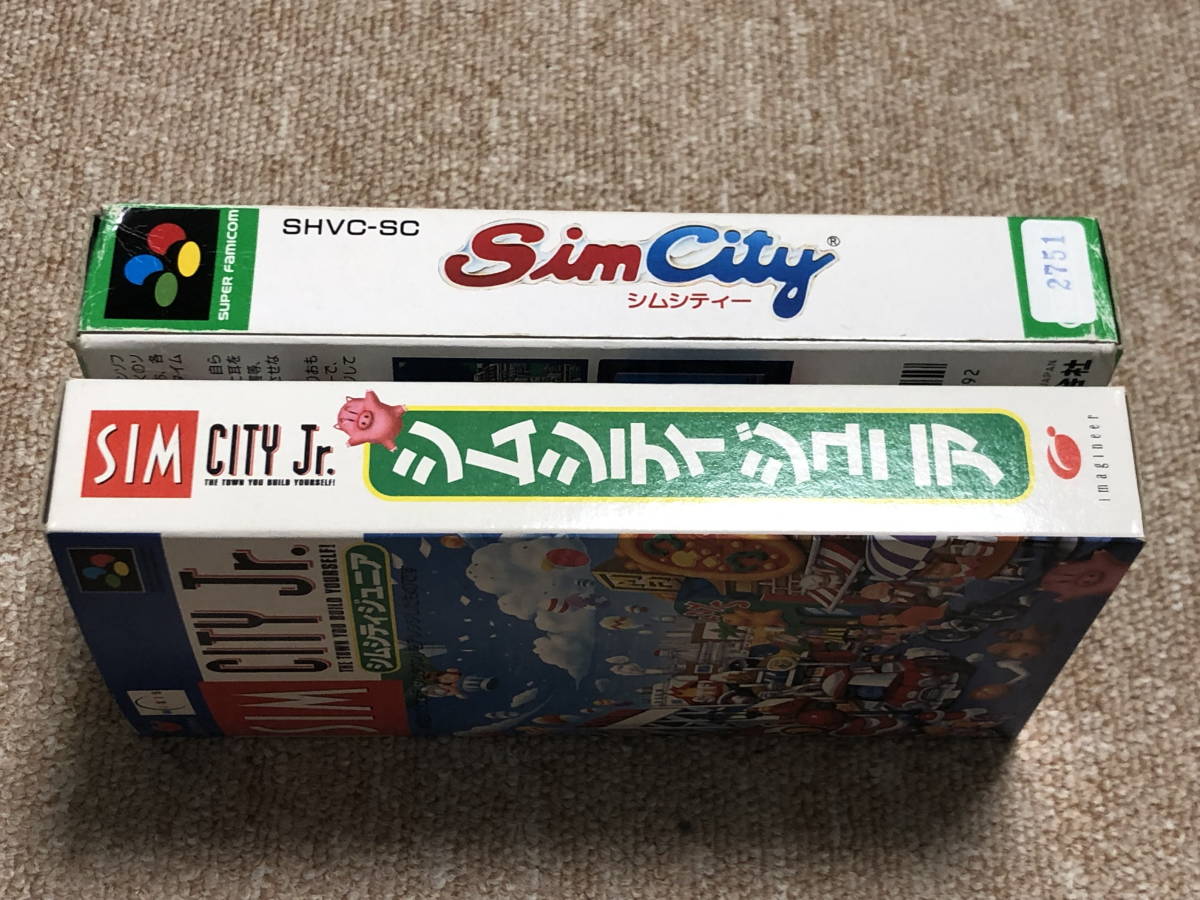 SUPER FAMICOM
SHVC-SC
SimCity®
シムシティー
2751
92
JAPAN
会社
SIM
CITY Jr.
THE TOWN YOU BUILD YOURSELF!
シムシティジュニア
imagineer
SIM
CITY Jr.
THE TOWN YOU BUILD YOURSELF!
シムシティジュニア